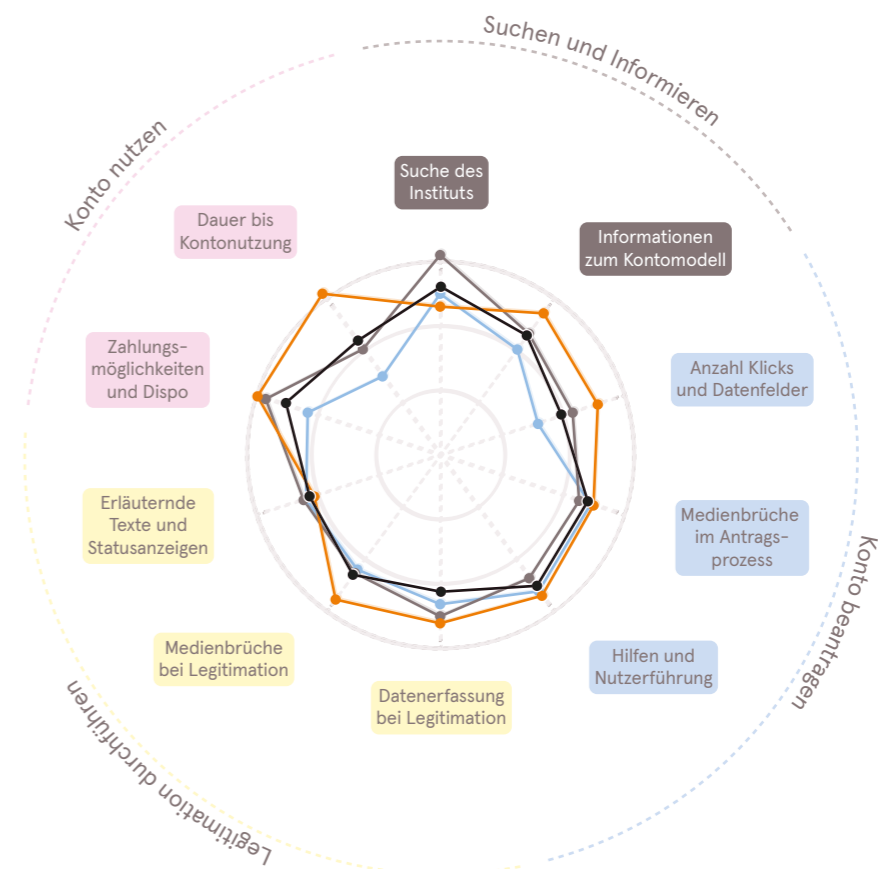 Suchen und Informieren
Konto nutzen
Suche des
Instituts
Dauer bis
Kontonutzung
Informationen
zum Kontomodell
Zahlungs-
möglichkeiten
und Dispo
Anzahl Klicks
und Datenfelder
Erläuternde
Texte und
Statusanzeigen
Medienbrüche
im Antrags-
prozess
Konto beantragen
Medienbrüche
bei Legitimation
Hilfen und
Nutzerführung
Datenerfassung
bei Legitimation
Legitimation durchführen